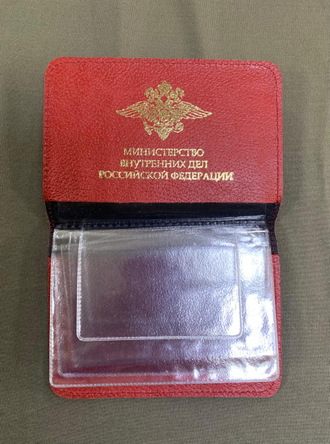 МИНИСТЕРСТВО
ВНУТРЕННИХ ДЕЛ
РОССИЙСКОЙ ФЕДЕРАЦИИ